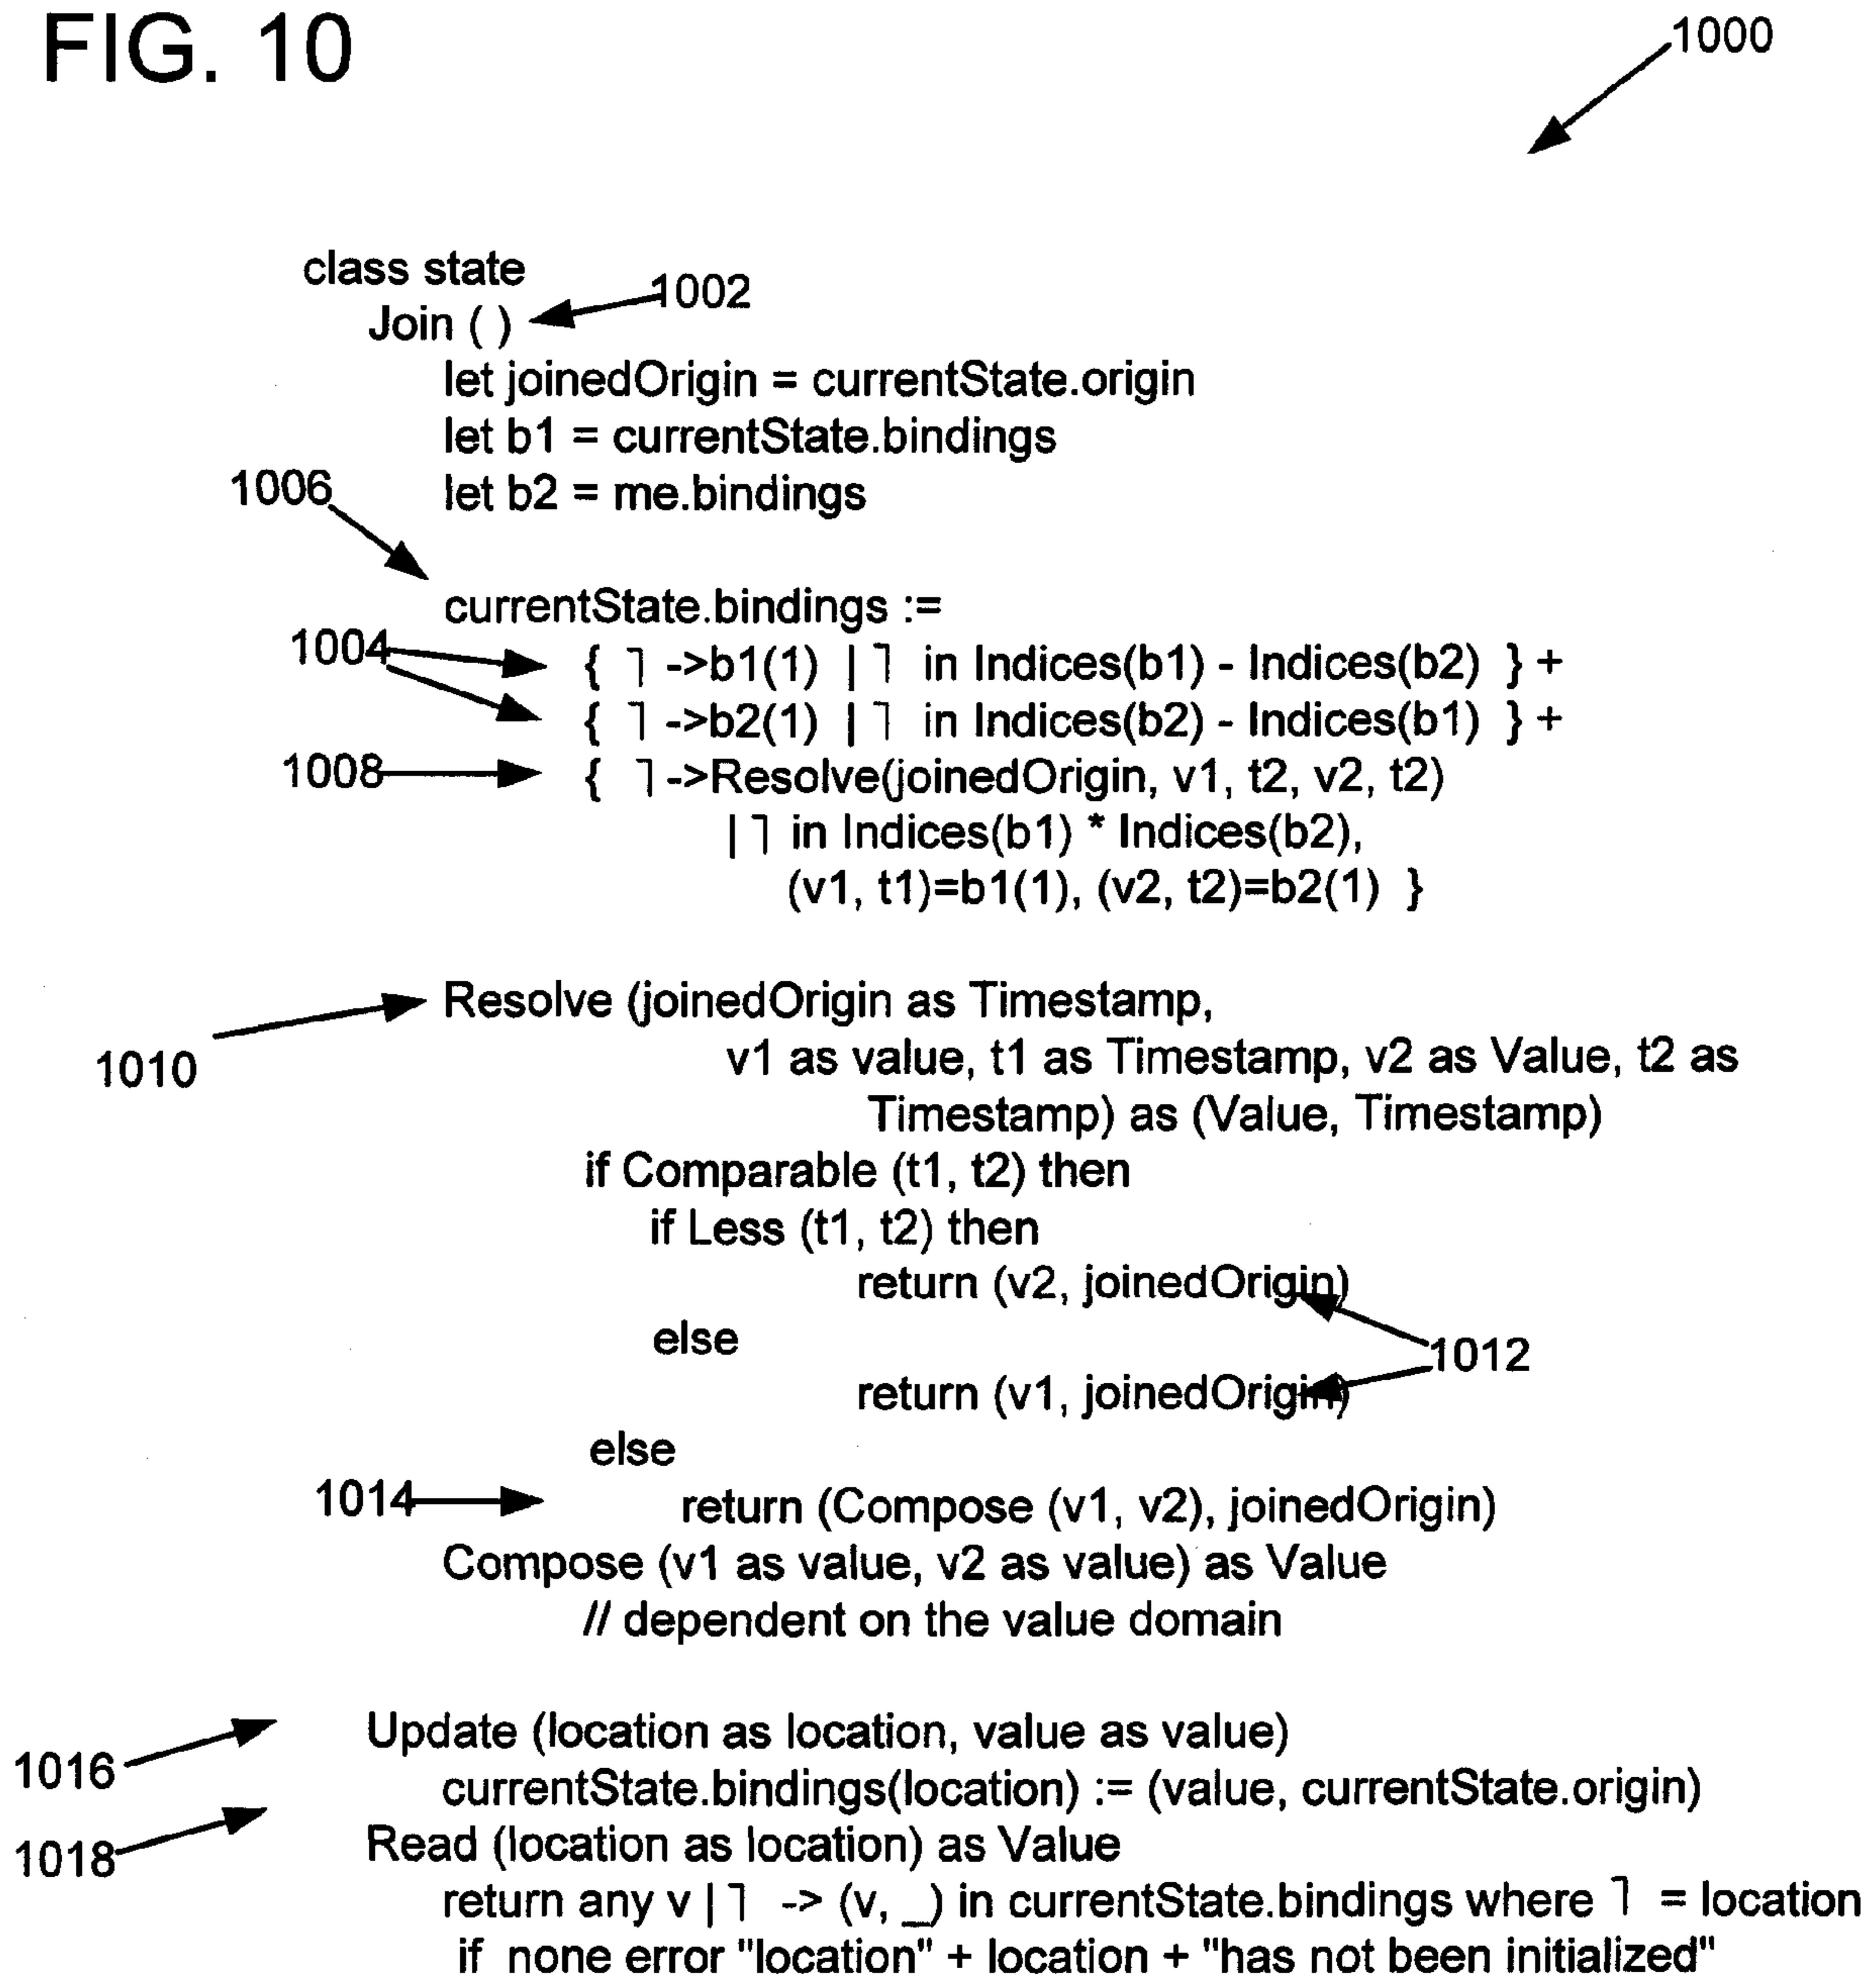 FIG. 10
1000
class state
Join ( )
1002
let joinedOrigin = currentState.origin
let b1 = currentState.bindings
1006
let b2 = me.bindings
currentState.bindings :=
1004
{ ˥ ->b1(1) | ˥ in Indices(b1) - Indices(b2) } +
{ ˥ ->b2(1) | ˥ in Indices(b2) - Indices(b1) } +
1008
{ ˥ ->Resolve(joinedOrigin, v1, t2, v2, t2)
| ˥ in Indices(b1) * Indices(b2),
(v1, t1)=b1(1), (v2, t2)=b2(1) }
Resolve (joinedOrigin as Timestamp,
1010
v1 as value, t1 as Timestamp, v2 as Value, t2 as
Timestamp) as (Value, Timestamp)
if Comparable (t1, t2) then
if Less (t1, t2) then
return (v2, joinedOrigin)
else
1012
return (v1, joinedOrigin)
else
1014
return (Compose (v1, v2), joinedOrigin)
Compose (v1 as value, v2 as value) as Value
// dependent on the value domain
Update (location as location, value as value)
1016
currentState.bindings(location) := (value, currentState.origin)
Read (location as location) as Value
1018
return any v | ˥ -> (v, _) in currentState.bindings where ˥ = location
if none error "location" + location + "has not been initialized"